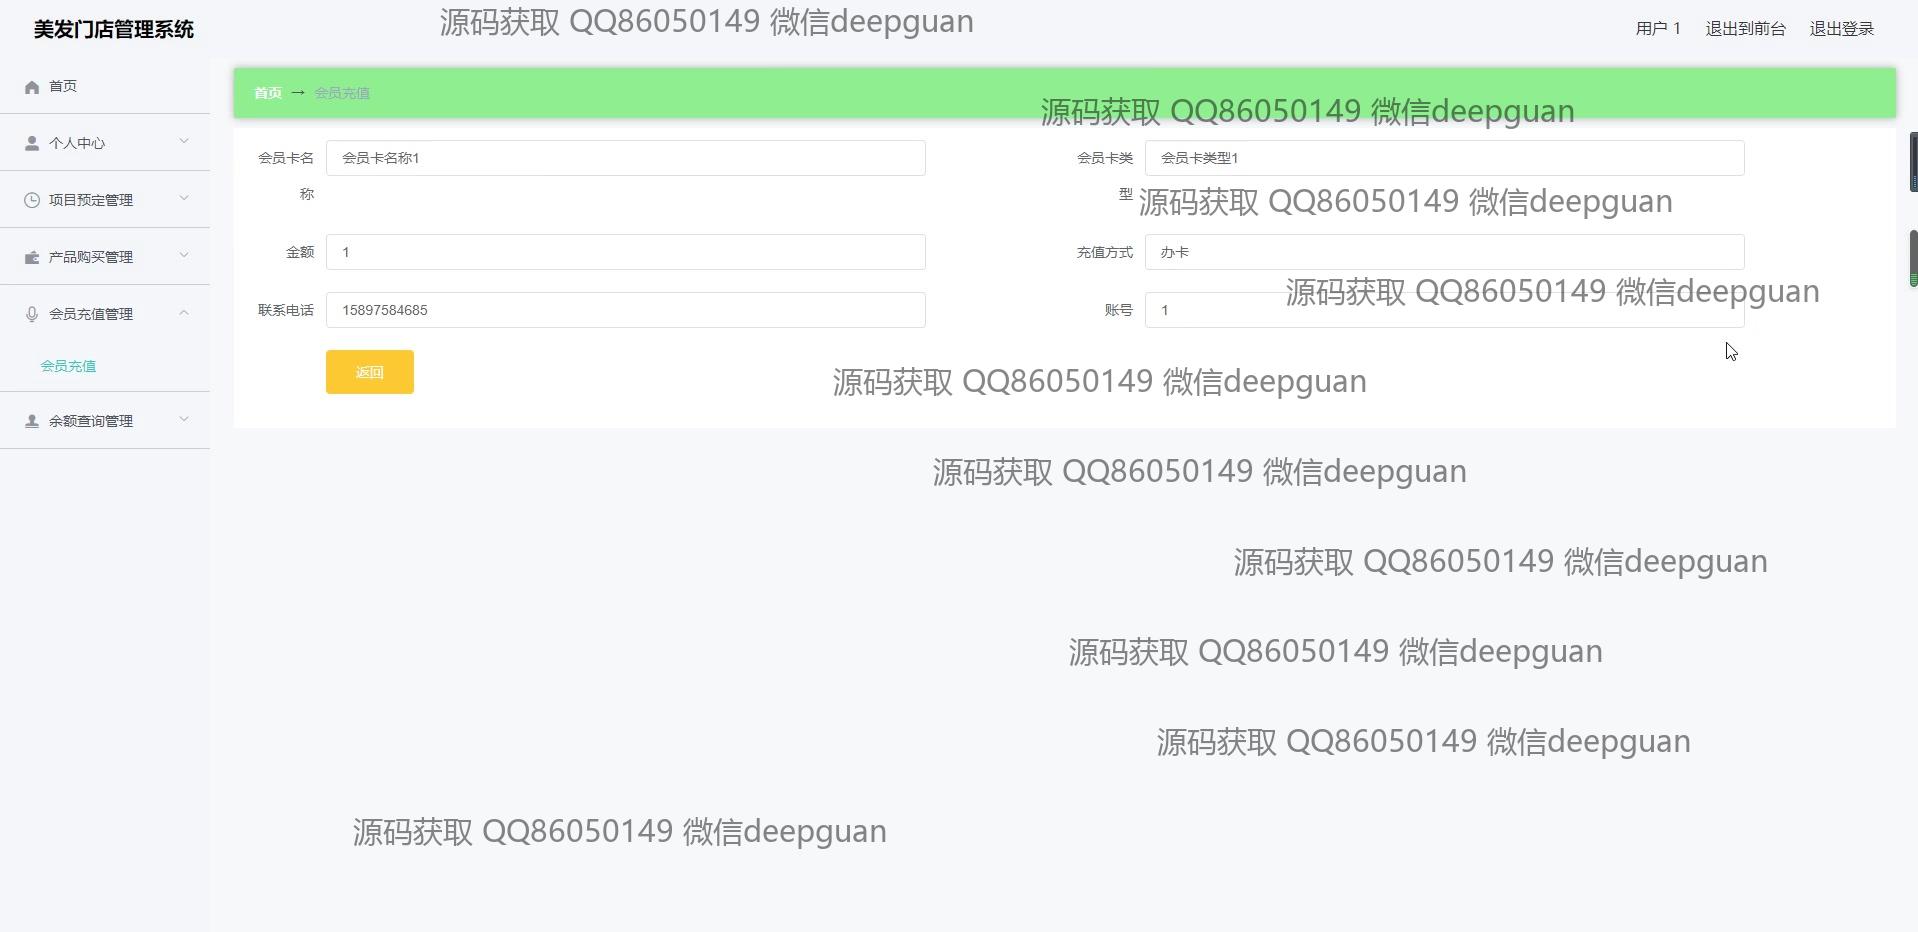 美发门店管理系统
源码获取 QQ86050149 微信deepguan
用户 1
退出到前台
退出登录
首页
个人中心
项目预定管理
产品购买管理
会员充值管理
会员充值
余额查询管理
首页 → 会员充值
源码获取 QQ86050149 微信deepguan
会员卡名
称
会员卡名称1
会员卡类
型
会员卡类型1
源码获取 QQ86050149 微信deepguan
金额
1
充值方式
办卡
源码获取 QQ86050149 微信deepguan
联系电话
15897584685
账号
1
返回
源码获取 QQ86050149 微信deepguan
源码获取 QQ86050149 微信deepguan
源码获取 QQ86050149 微信deepguan
源码获取 QQ86050149 微信deepguan
源码获取 QQ86050149 微信deepguan
源码获取 QQ86050149 微信deepguan